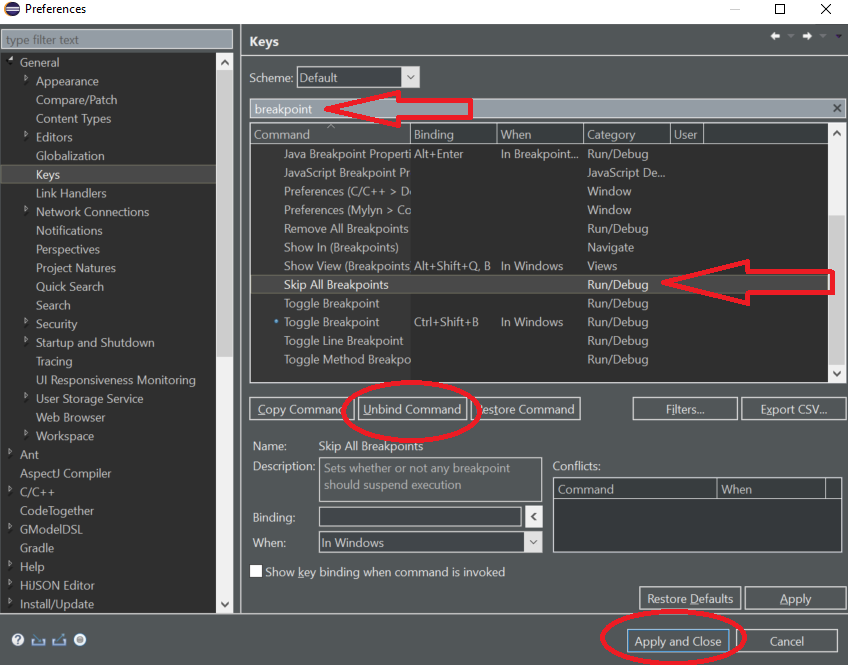 Preferences
type filter text
General
Appearance
Compare/Patch
Content Types
Editors
Globalization
Keys
Link Handlers
Network Connections
Notifications
Perspectives
Project Natures
Quick Search
Search
Security
Startup and Shutdown
Tracing
UI Responsiveness Monitoring
User Storage Service
Web Browser
Workspace
Ant
AspectJ Compiler
C/C++
CodeTogether
GModelDSL
Gradle
Help
HiJSON Editor
Install/Update
Keys
Scheme: Default
breakpoint
Command Binding When Category User
Java Breakpoint Properti Alt+Enter In Breakpoint... Run/Debug
JavaScript Breakpoint Pr JavaScript De...
Preferences (C/C++ > De Window
Preferences (Mylyn > Co Window
Remove All Breakpoints Run/Debug
Show In (Breakpoints) Navigate
Show View (Breakpoints Alt+Shift+Q, B In Windows Views
Skip All Breakpoints Run/Debug
Toggle Breakpoint Run/Debug
Toggle Breakpoint Ctrl+Shift+B In Windows Run/Debug
Toggle Line Breakpoint Run/Debug
Toggle Method Breakpo Run/Debug
Copy Command Unbind Command Restore Command Filters... Export CSV...
Name: Skip All Breakpoints
Description: Sets whether or not any breakpoint
should suspend execution
Binding:
When: In Windows
Conflicts:
Command When
Show key binding when command is invoked
Restore Defaults Apply
Apply and Close Cancel